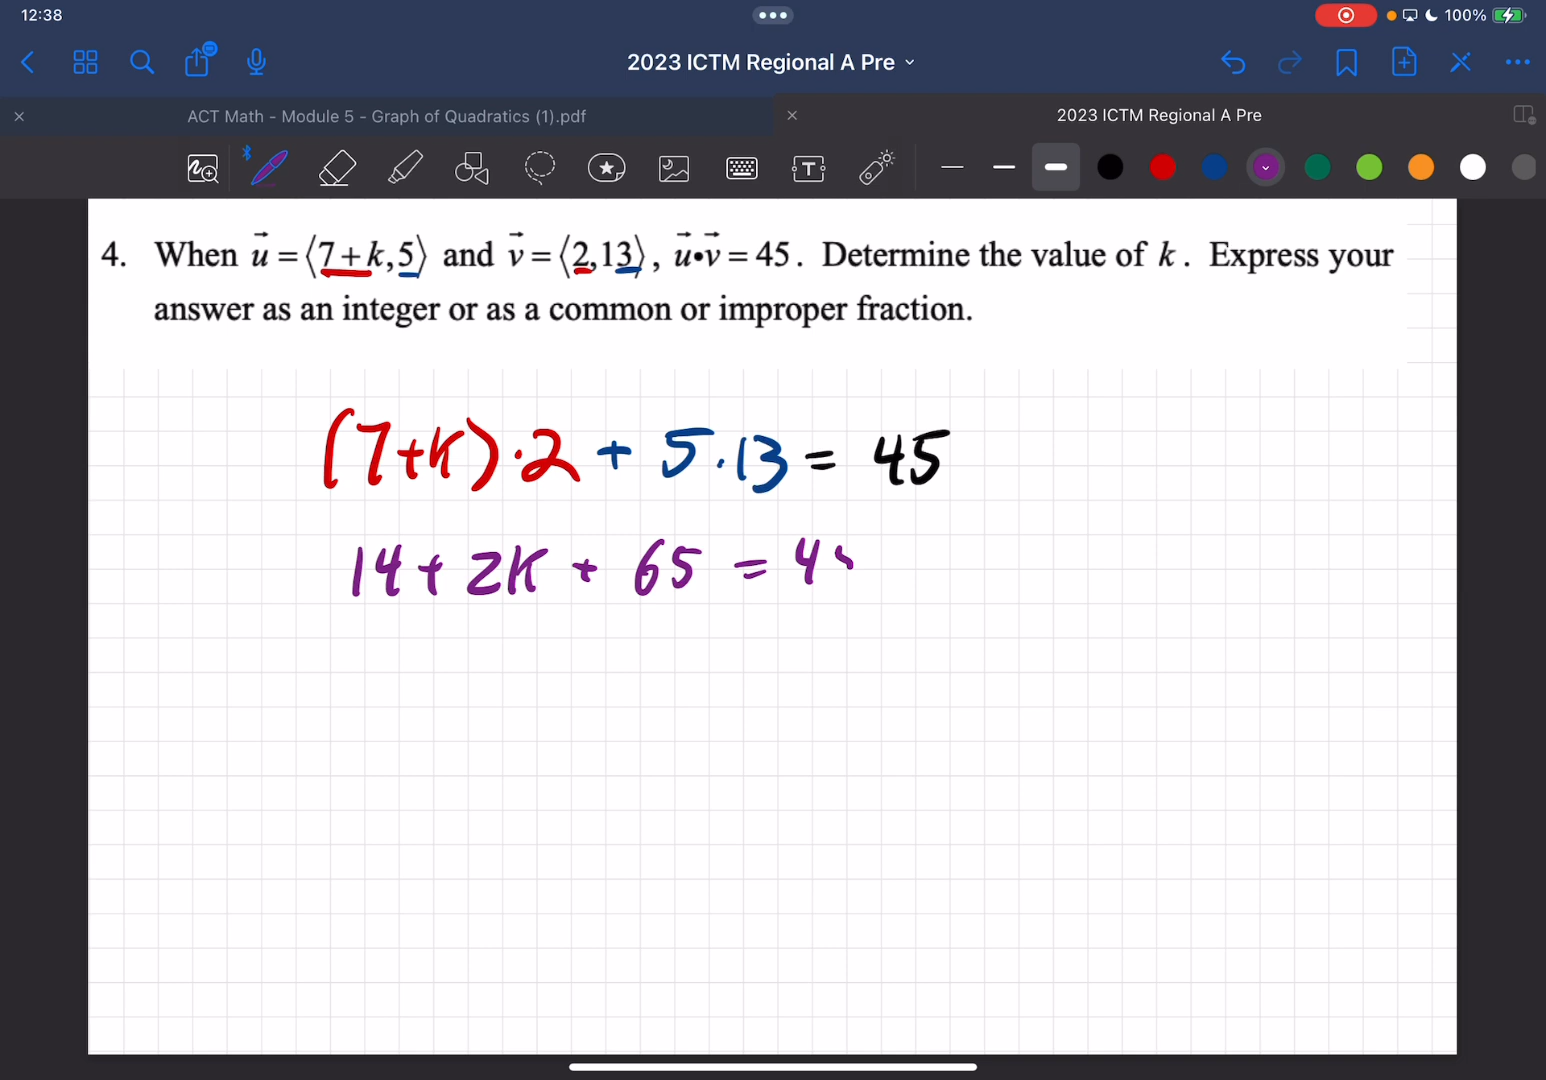 12:38
100%
2023 ICTM Regional A Pre
ACT Math - Module 5 - Graph of Quadratics (1).pdf
2023 ICTM Regional A Pre
T
4. When u⃗ = ⟨7 + k, 5⟩ and v⃗ = ⟨2, 13⟩, u⃗•v⃗ = 45. Determine the value of k. Express your
answer as an integer or as a common or improper fraction.
(7+K)·2 + 5·13 = 45
14 + 2K + 65 = 4